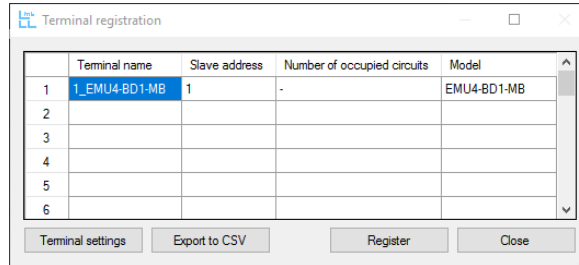 Terminal registration
Terminal name Slave address Number of occupied circuits Model
1 1_EMU4-BD1-MB 1 - EMU4-BD1-MB
2
3
4
5
6
Terminal settings Export to CSV Register Close